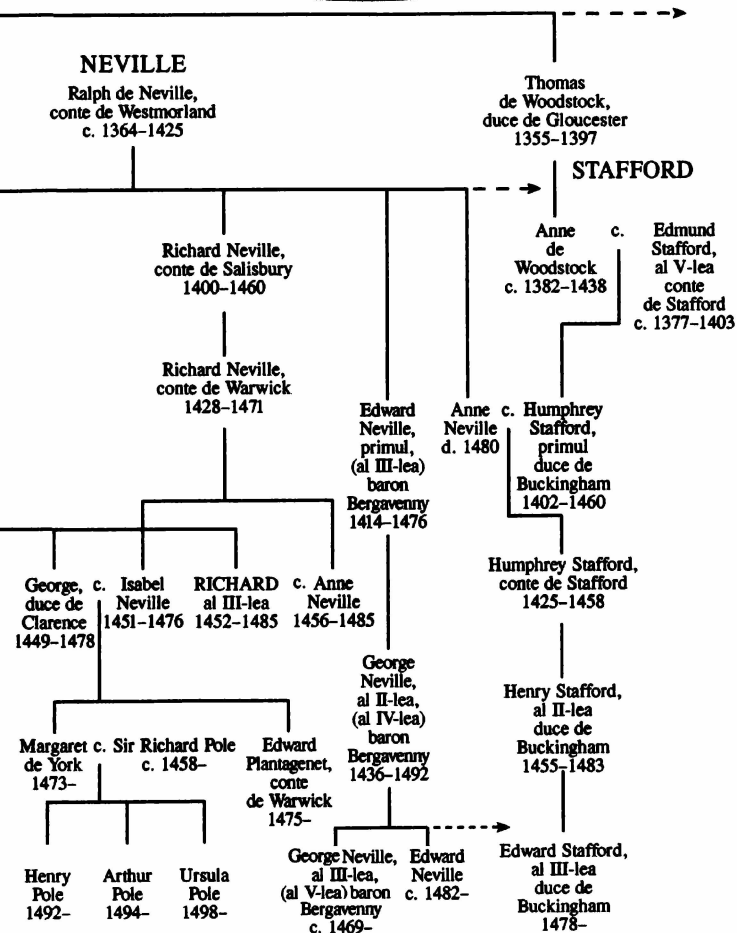 NEVILLE
Ralph de Neville,
conte de Westmorland
c. 1364–1425
Thomas
de Woodstock,
duce de Gloucester
1355–1397
STAFFORD
Richard Neville,
conte de Salisbury
1400–1460
Anne
de
Woodstock
c. 1382–1438
c.
Edmund
Stafford,
al V-lea
conte
de Stafford
c. 1377–1403
Richard Neville,
conte de Warwick
1428–1471
Edward
Neville,
primul,
(al III-lea)
baron
Bergavenny
1414–1476
Anne
Neville
d. 1480
c.
Humphrey
Stafford,
primul
duce de
Buckingham
1402–1460
George,
duce de
Clarence
1449–1478
c.
Isabel
Neville
1451–1476
RICHARD
al III-lea
1452–1485
c.
Anne
Neville
1456–1485
Humphrey Stafford,
conte de Stafford
1425–1458
George
Neville,
al II-lea,
(al IV-lea)
baron
Bergavenny
1436–1492
Henry Stafford,
al II-lea
duce de
Buckingham
1455–1483
Margaret
de York
1473–
c.
Sir Richard Pole
c. 1458–
Edward
Plantagenet,
conte
de Warwick
1475–
Henry
Pole
1492–
Arthur
Pole
1494–
Ursula
Pole
1498–
George Neville,
al III-lea,
(al V-lea) baron
Bergavenny
c. 1469–
Edward
Neville
c. 1482–
Edward Stafford,
al III-lea
duce de
Buckingham
1478–